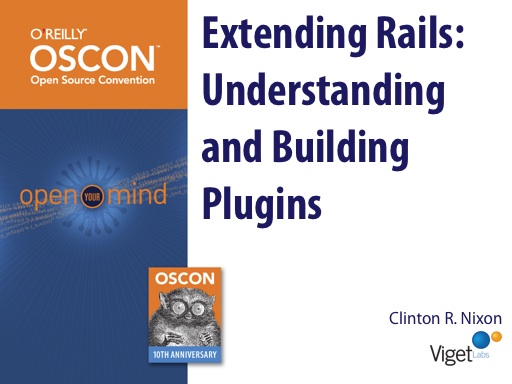 O'REILLY
OSCON™
Open Source Convention
open YOUR mind
OSCON
10TH ANNIVERSARY
Extending Rails:
Understanding
and Building
Plugins
Clinton R. Nixon
Viget Labs